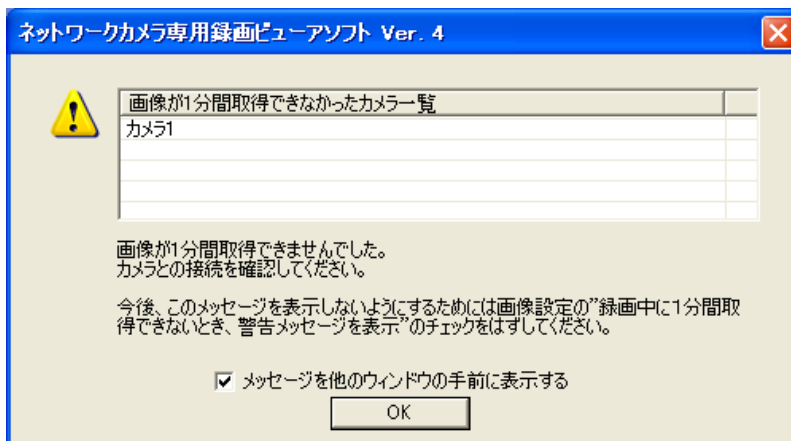 ネットワークカメラ専用録画ビューアソフト Ver. 4
画像が1分間取得できなかったカメラ一覧
カメラ1
画像が1分間取得できませんでした。
カメラとの接続を確認してください。
今後、このメッセージを表示しないようにするためには画像設定の"録画中に1分間取
得できないとき、警告メッセージを表示"のチェックをはずしてください。
メッセージを他のウィンドウの手前に表示する
OK